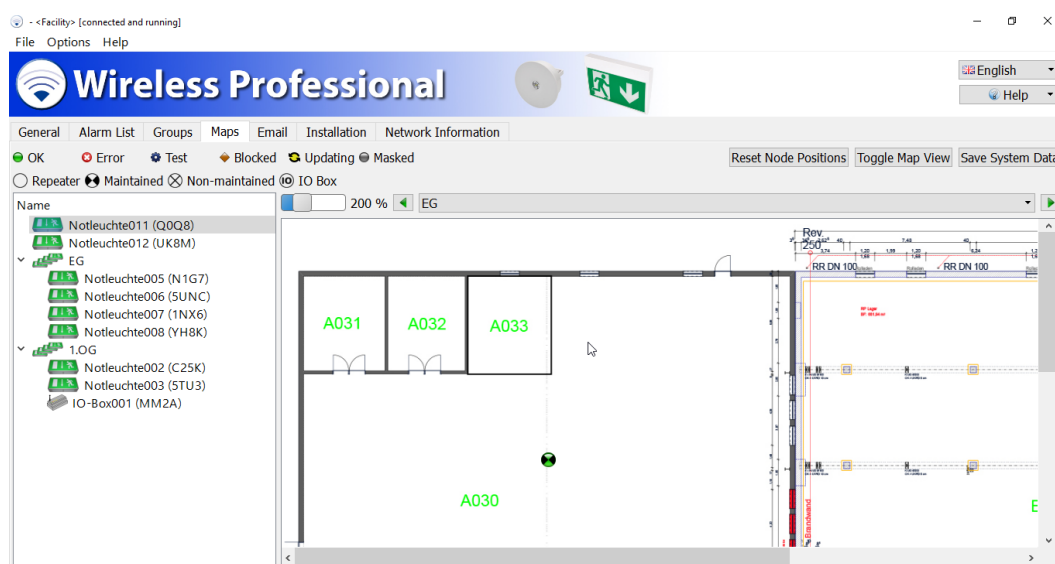 - <Facility> [connected and running]
File Options Help
Wireless Professional
English
Help
General Alarm List Groups Maps Email Installation Network Information
OK Error Test Blocked Updating Masked
Reset Node Positions Toggle Map View Save System Data
Repeater Maintained Non-maintained IO IO Box
Name
200 % EG
Notleuchte011 (Q0Q8)
Notleuchte012 (UK8M)
EG
Notleuchte005 (N1G7)
Notleuchte006 (5UNC)
Notleuchte007 (1NX6)
Notleuchte008 (YH8K)
1.OG
Notleuchte002 (C25K)
Notleuchte003 (5TU3)
IO-Box001 (MM2A)
Rev.
250
RR DN 100
RR DN 100
A031
A032
A033
A030
Brandwand